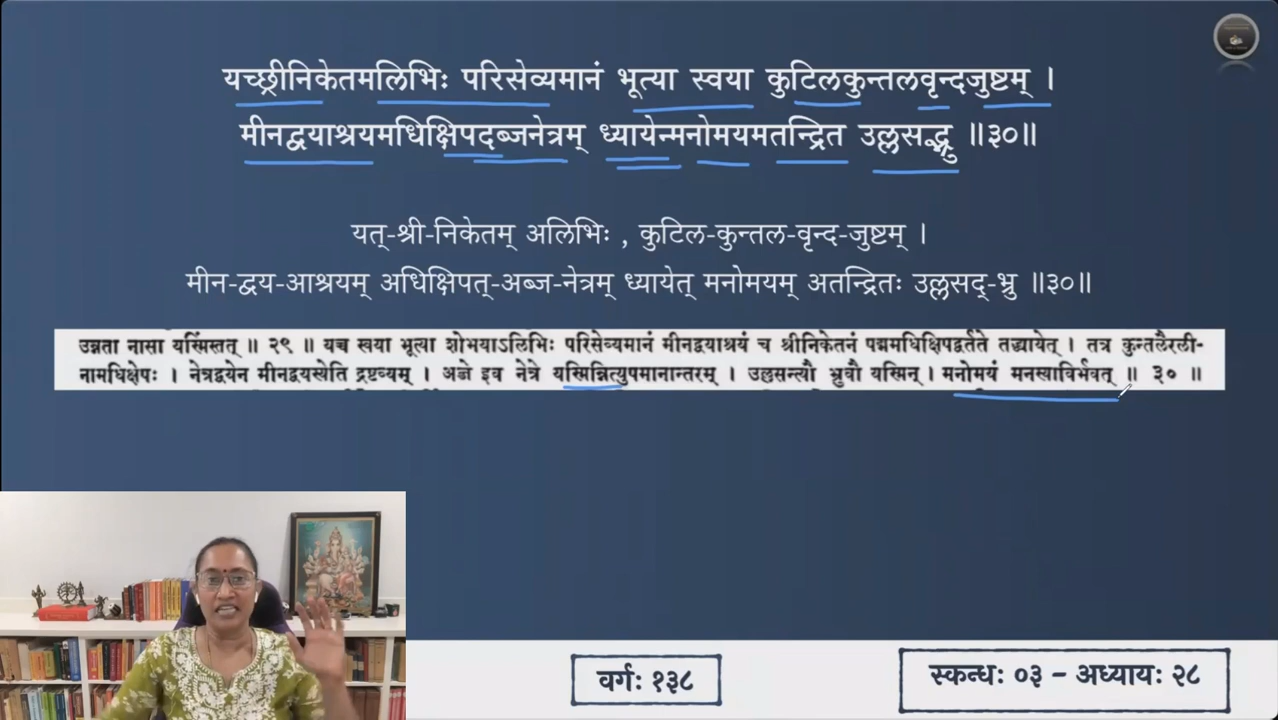 यच्छ्रीनिकेतमलिभिः परिसेव्यमानं भूत्या स्वया कुटिलकुन्तलवृन्दजुष्टम् ।
मीनद्वयाश्रयमधिक्षिपदब्जनेत्रम् ध्यायेन्मनोमयमतन्द्रित उल्लसद्भ्रु ॥३०॥
यत्-श्री-निकेतम् अलिभिः , कुटिल-कुन्तल-वृन्द-जुष्टम् ।
मीन-द्वय-आश्रयम् अधिक्षिपत्-अब्ज-नेत्रम् ध्यायेत् मनोमयम् अतन्द्रितः उल्लसद्-भ्रु ॥३०॥
उन्नता नासा यस्मिंस्तत् ॥ २९ ॥ यच्च स्वया भूत्या शोभयाऽलिभिः परिसेव्यमानं मीनद्वयाश्रयं च श्रीनिकेतनं पद्ममधिक्षिपद्वर्तते तद्ध्यायेत् । तत्र कुन्तलैरली-
नामधिक्षेपः । नेत्रद्वयेन मीनद्वयस्येति द्रष्टव्यम् । अब्जे इव नेत्रे यस्मिन्नित्युपमानान्तरम् । उल्लसन्त्यौ भ्रुवौ यस्मिन् । मनोमयं मनस्याविर्भवत् ॥ ३० ॥
वर्गः १३८
स्कन्धः ०३ - अध्यायः २८